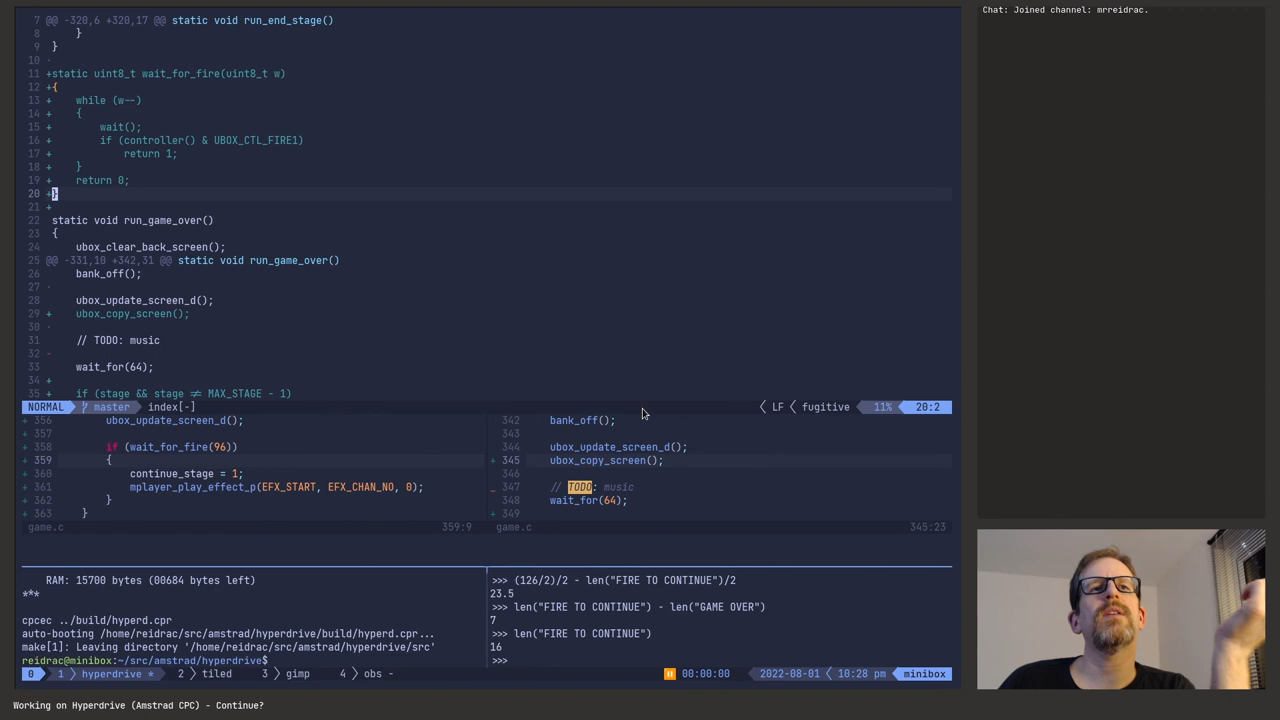 7 @@ -320,6 +320,17 @@ static void run_end_stage()
8 }
9 }
10 ·
11 +static uint8_t wait_for_fire(uint8_t w)
12 +{
13 + while (w--)
14 + {
15 + wait();
16 + if (controller() & UBOX_CTL_FIRE1)
17 + return 1;
18 + }
19 + return 0;
20 +}
21 +
22 static void run_game_over()
23 {
24 ubox_clear_back_screen();
25 @@ -331,10 +342,31 @@ static void run_game_over()
26 bank_off();
27 ·
28 ubox_update_screen_d();
29 + ubox_copy_screen();
30 ·
31 // TODO: music
32 -
33 wait_for(64);
34 +
35 + if (stage && stage ≠ MAX_STAGE - 1)
NORMAL master index[-] LF fugitive 11% 20:2
+ 356 ubox_update_screen_d();
+ 357
+ 358 if (wait_for_fire(96))
+ 359 {
+ 360 continue_stage = 1;
+ 361 mplayer_play_effect_p(EFX_START, EFX_CHAN_NO, 0);
+ 362 }
+ 363 }
game.c 359:9
342 bank_off();
343
344 ubox_update_screen_d();
+ 345 ubox_copy_screen();
346
_ 347 // TODO: music
348 wait_for(64);
+ 349
game.c 345:23
RAM: 15700 bytes (00684 bytes left)
***
cpcec ../build/hyperd.cpr
auto-booting /home/reidrac/src/amstrad/hyperdrive/build/hyperd.cpr...
make[1]: Leaving directory '/home/reidrac/src/amstrad/hyperdrive/src'
reidrac@minibox:~/src/amstrad/hyperdrive$
>>> (126/2)/2 - len("FIRE TO CONTINUE")/2
23.5
>>> len("FIRE TO CONTINUE") - len("GAME OVER")
7
>>> len("FIRE TO CONTINUE")
16
>>>
0 1 hyperdrive * 2 tiled 3 gimp 4 obs - 00:00:00 2022-08-01 10:28 pm minibox
Chat: Joined channel: mrreidrac.
Working on Hyperdrive (Amstrad CPC) - Continue?